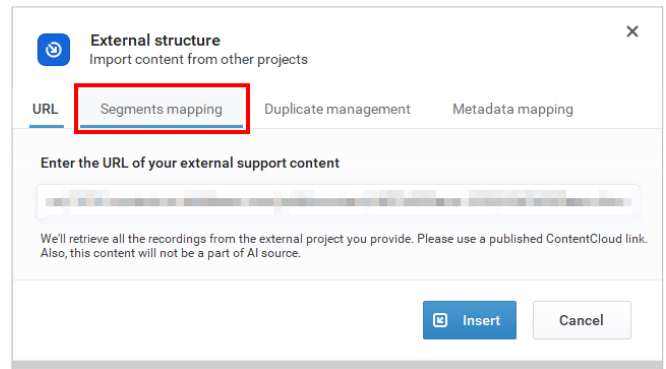 External structure
Import content from other projects
URL Segments mapping Duplicate management Metadata mapping
Enter the URL of your external support content
We'll retrieve all the recordings from the external project you provide. Please use a published ContentCloud link.
Also, this content will not be a part of AI source.
Insert Cancel